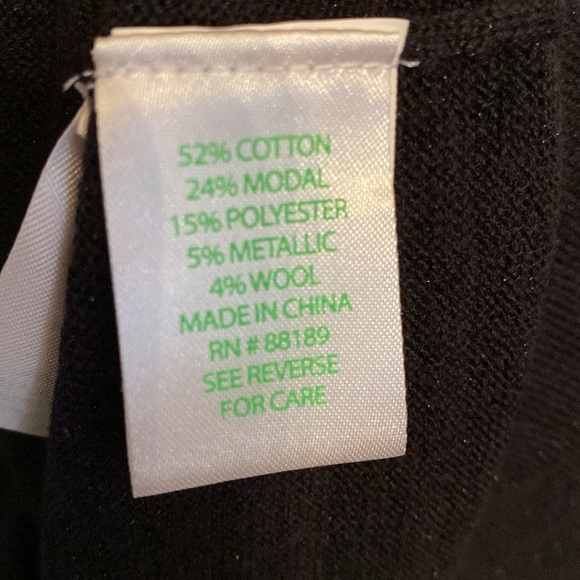 52% COTTON
24% MODAL
15% POLYESTER
5% METALLIC
4% WOOL
MADE IN CHINA
RN # 88189
SEE REVERSE
FOR CARE